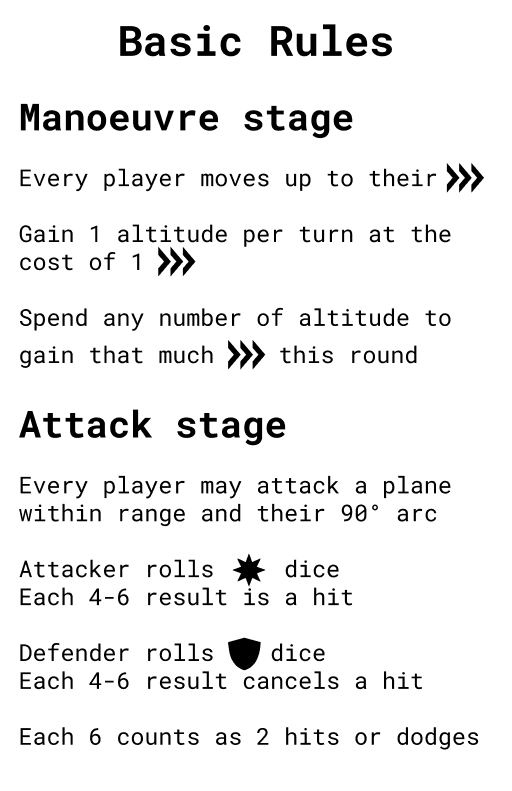 Basic Rules
Manoeuvre stage
Every player moves up to their
Gain 1 altitude per turn at the
cost of 1
Spend any number of altitude to
gain that much this round
Attack stage
Every player may attack a plane
within range and their 90° arc
Attacker rolls dice
Each 4-6 result is a hit
Defender rolls dice
Each 4-6 result cancels a hit
Each 6 counts as 2 hits or dodges